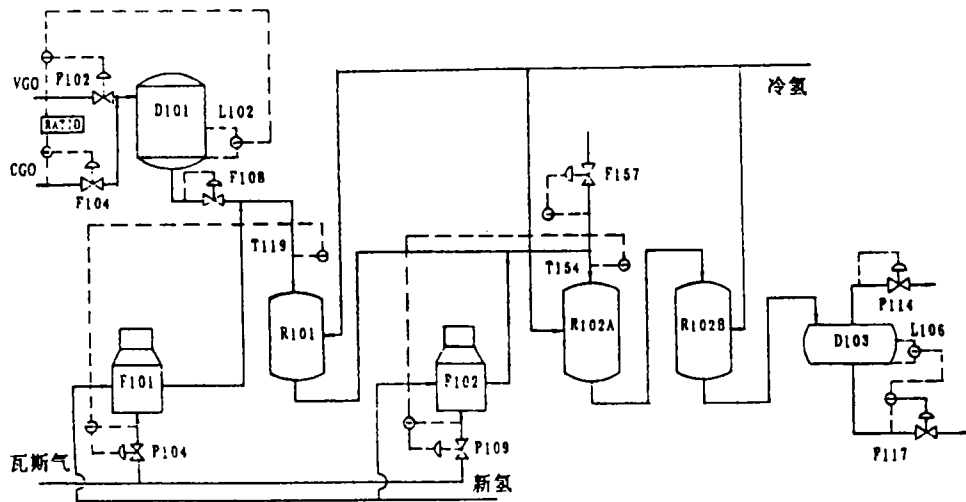 F102
VGO
D101
L102
冷氢
RATIO
CGO
F104
F108
F157
T119
T154
R101
R102A
R102B
P114
L106
D103
F101
F102
P104
P109
F117
瓦斯气
新氢